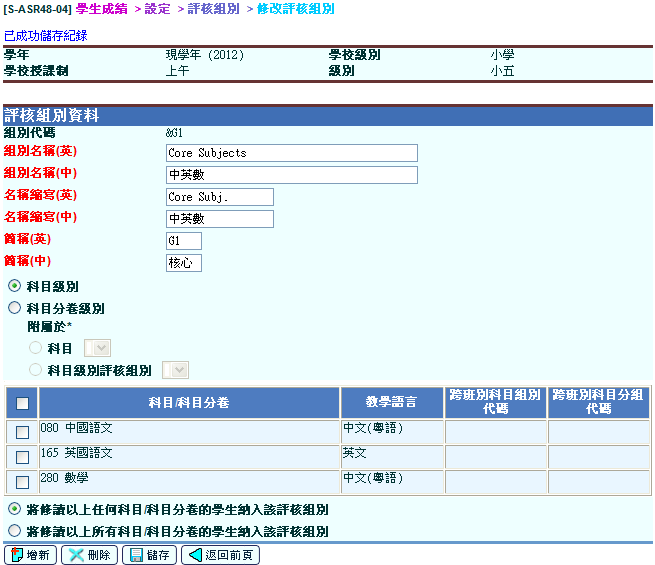 [S-ASR48-04] 學生成績 > 設定 > 評核組別 > 修改評核組別
已成功儲存紀錄
學年 現學年 (2012) 學校級別 小學
學校授課制 上午 級別 小五
評核組別資料
組別代碼 &G1
組別名稱(英) Core Subjects
組別名稱(中) 中英數
名稱縮寫(英) Core Subj.
名稱縮寫(中) 中英數
簡稱(英) G1
簡稱(中) 核心
科目級別
科目分卷級別
附屬於*
科目
科目級別評核組別
科目/科目分卷 教學語言 跨班別科目組別代碼 跨班別科目分組代碼
080 中國語文 中文(粵語)
165 英國語文 英文
280 數學 中文(粵語)
將修讀以上任何科目/科目分卷的學生納入該評核組別
將修讀以上所有科目/科目分卷的學生納入該評核組別
增新 刪除 儲存 返回前頁